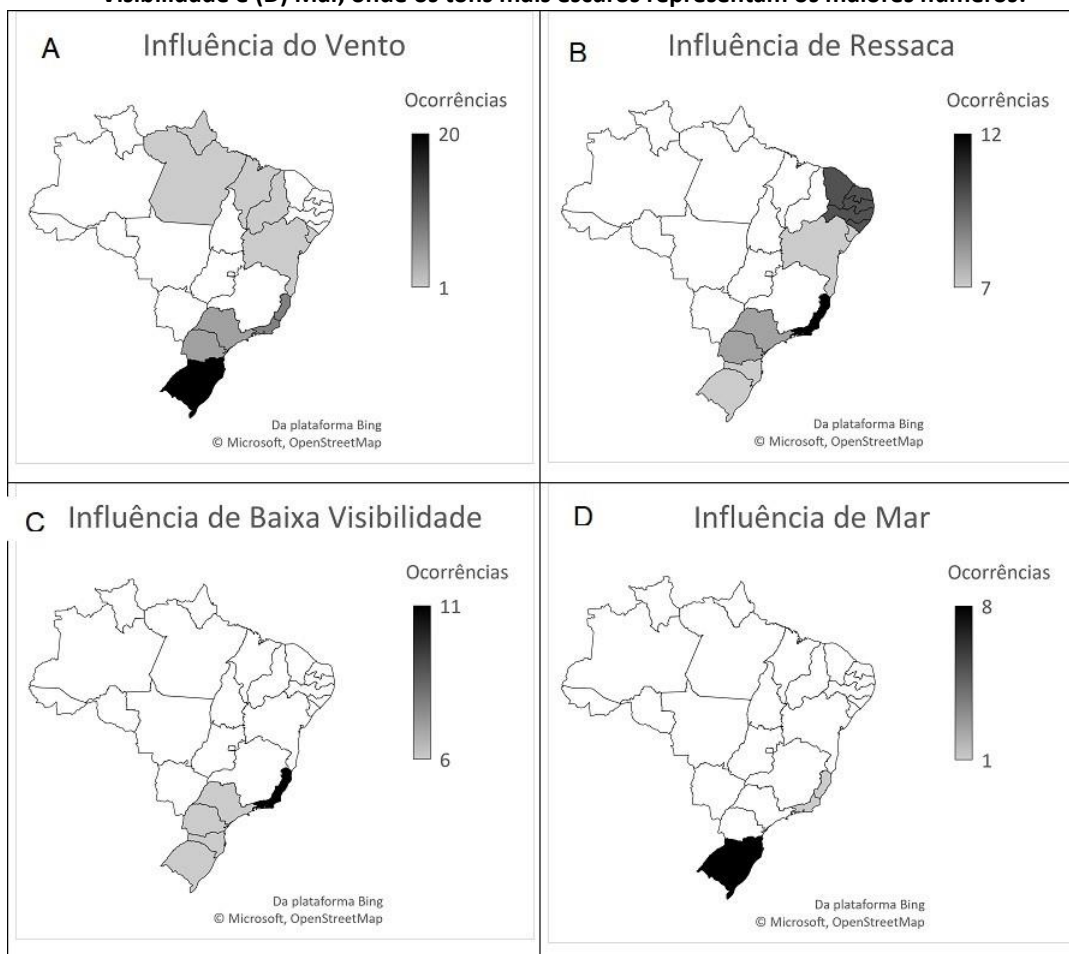 Visibilidade e (D) Mar, onde os tons mais escuros representam os maiores números.
A
Influência do Vento
Ocorrências
20
1
Da plataforma Bing
© Microsoft, OpenStreetMap
B
Influência de Ressaca
Ocorrências
12
7
Da plataforma Bing
© Microsoft, OpenStreetMap
C
Influência de Baixa Visibilidade
Ocorrências
11
6
Da plataforma Bing
© Microsoft, OpenStreetMap
D
Influência de Mar
Ocorrências
8
1
Da plataforma Bing
© Microsoft, OpenStreetMap